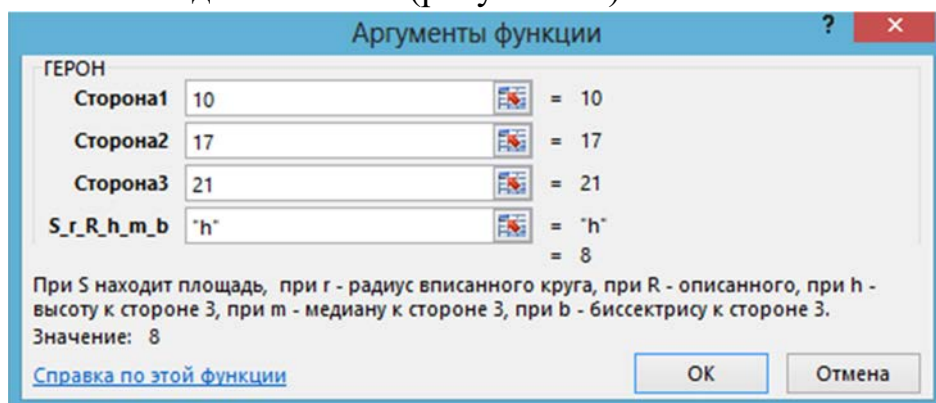 Аргументы функции ? ×
ГЕРОН
Сторона1 10 = 10
Сторона2 17 = 17
Сторона3 21 = 21
S_r_R_h_m_b "h" = "h"
= 8
При S находит площадь, при r - радиус вписанного круга, при R - описанного, при h -
высоту к стороне 3, при m - медиану к стороне 3, при b - биссектрису к стороне 3.
Значение: 8
Справка по этой функции ОК Отмена